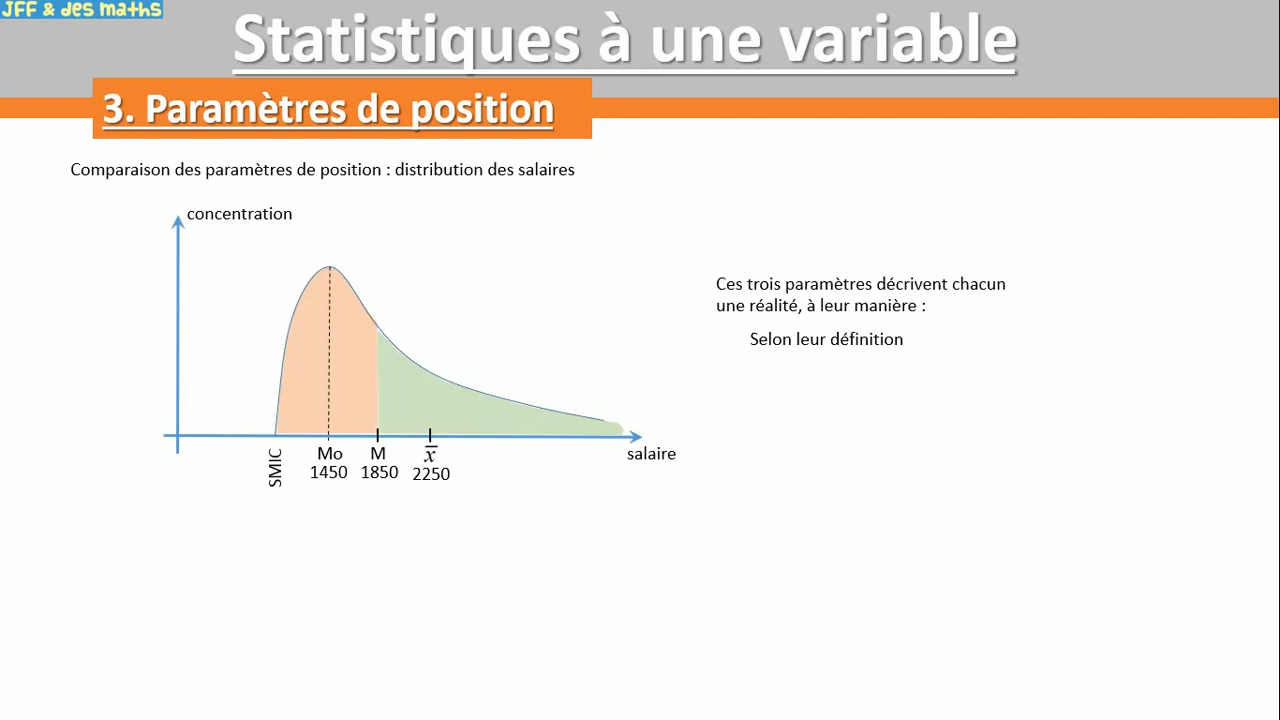 JFF & des maths
Statistiques à une variable
3. Paramètres de position
Comparaison des paramètres de position : distribution des salaires
concentration
Ces trois paramètres décrivent chacun
une réalité, à leur manière :
Selon leur définition
SMIC
Mo M x̅ salaire
1450 1850 2250